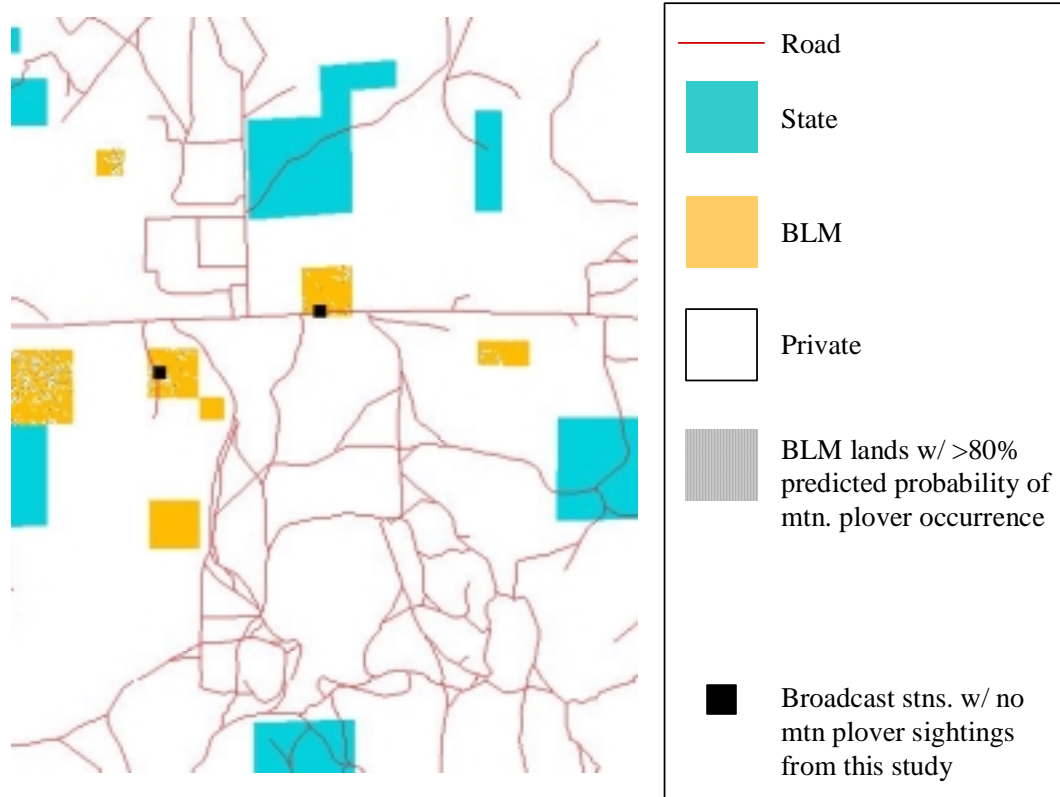 Road
State
BLM
Private
BLM lands w/ >80%
predicted probability of
mtn. plover occurrence
Broadcast stns. w/ no
mtn plover sightings
from this study